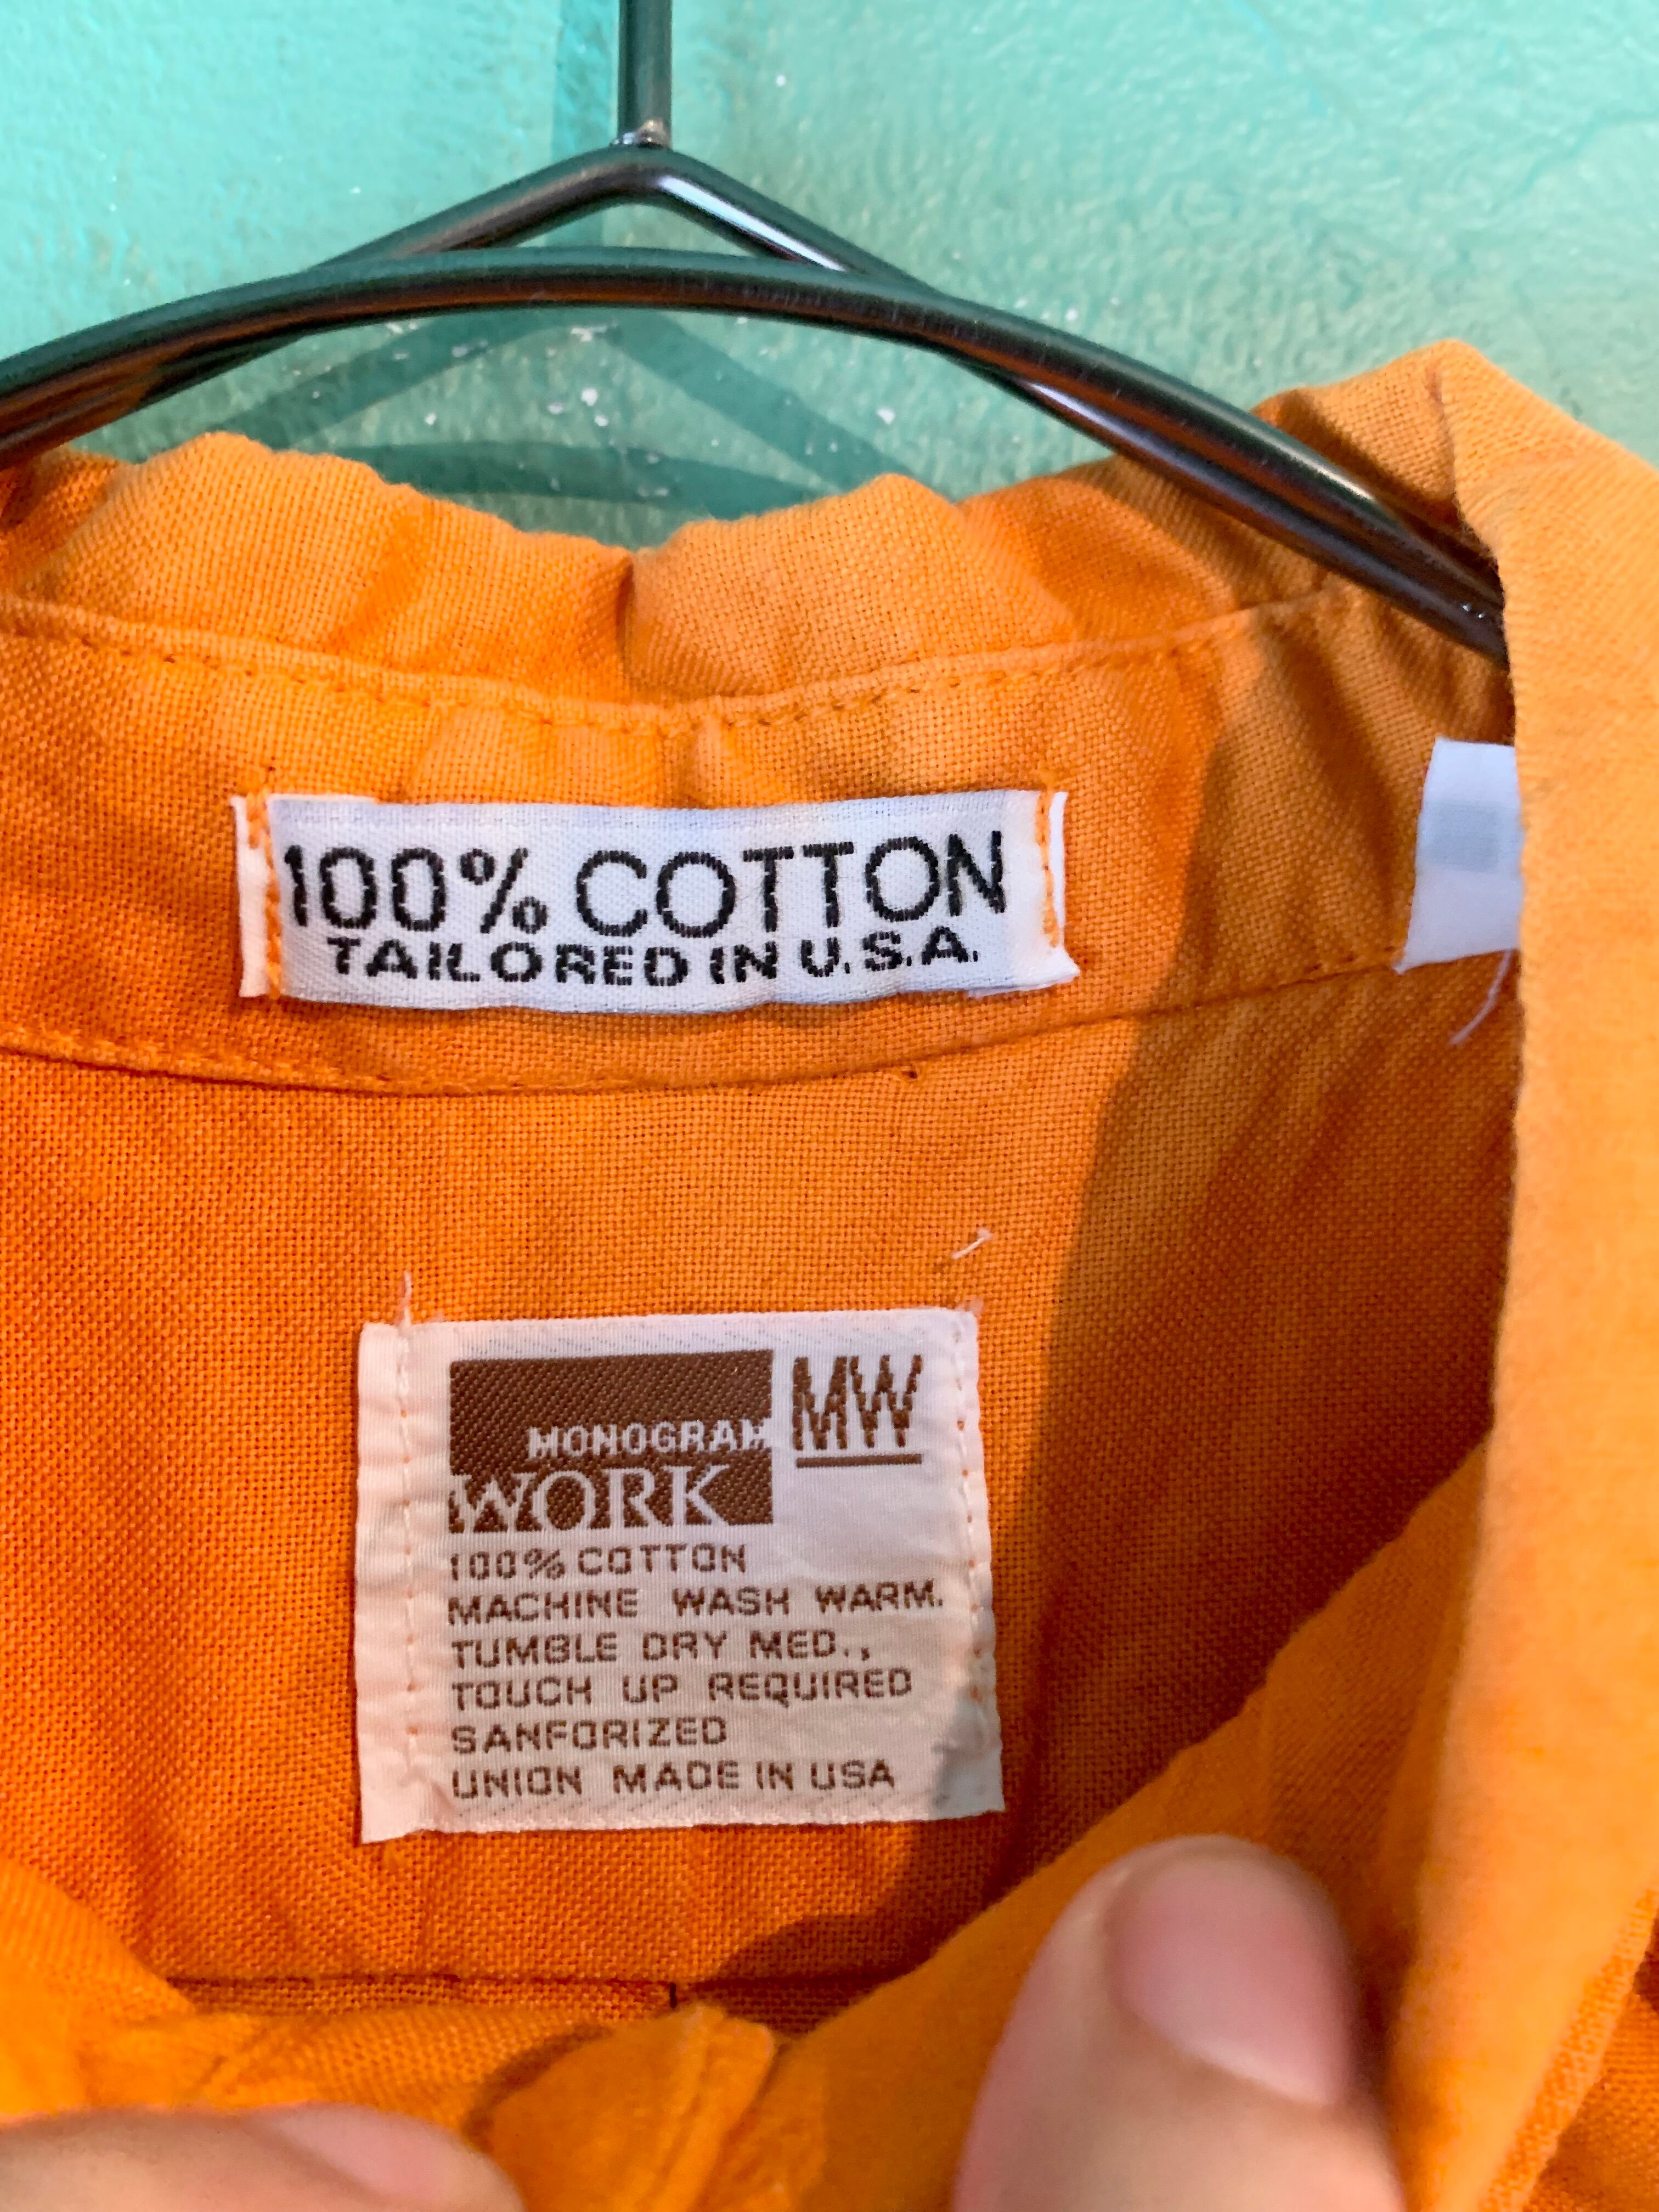 100% COTTON
TAILORED IN U.S.A.
MONOGRAM
WORK
MW
100% COTTON
MACHINE WASH WARM.
TUMBLE DRY MED.,
TOUCH UP REQUIRED
SANFORIZED
UNION MADE IN USA